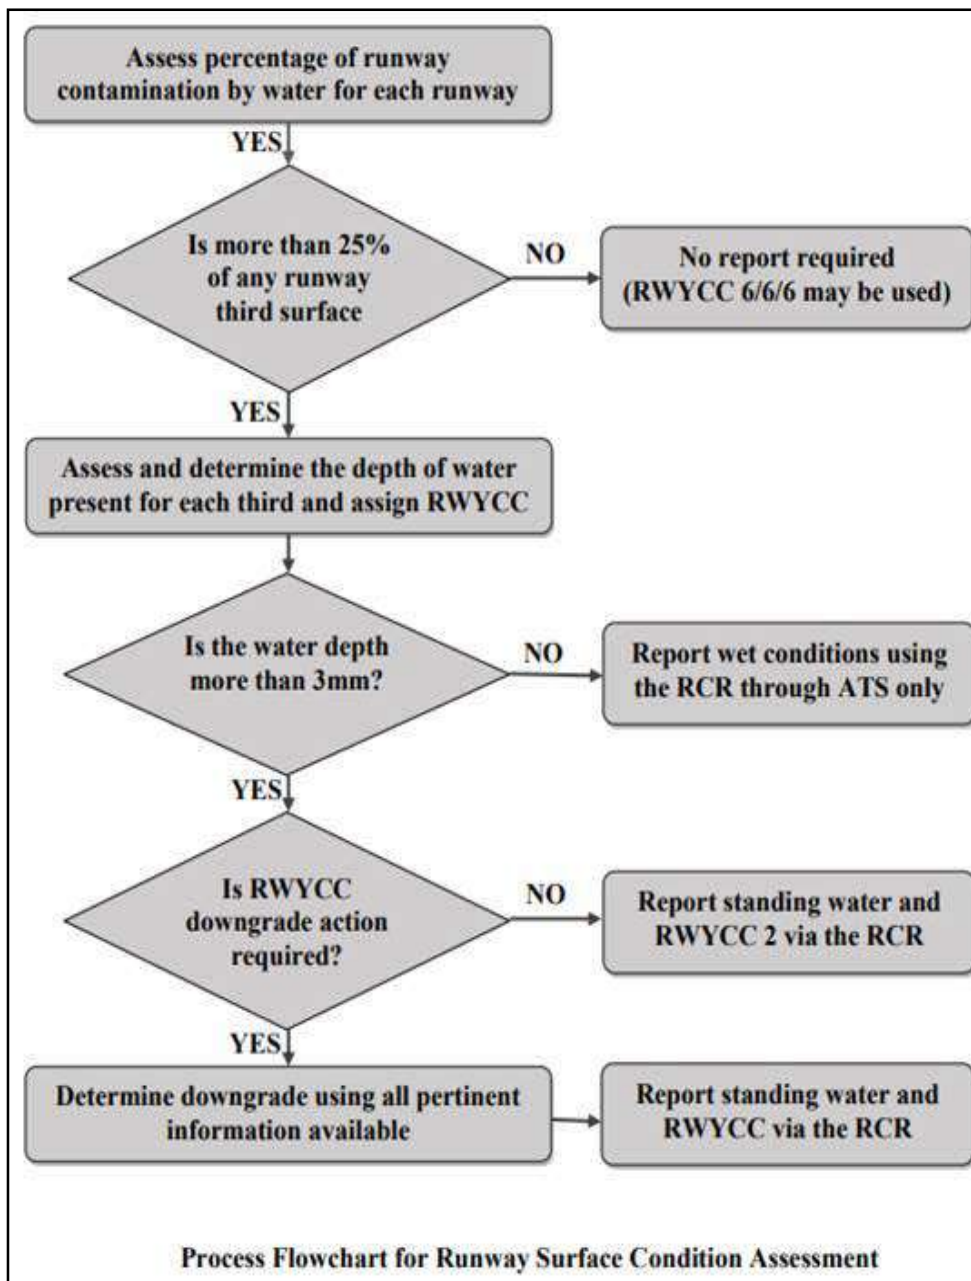 Assess percentage of runway
contamination by water for each runway
YES
Is more than 25%
of any runway
third surface
NO
No report required
(RWYCC 6/6/6 may be used)
YES
Assess and determine the depth of water
present for each third and assign RWYCC
Is the water depth
more than 3mm?
NO
Report wet conditions using
the RCR through ATS only
YES
Is RWYCC
downgrade action
required?
NO
Report standing water and
RWYCC 2 via the RCR
YES
Determine downgrade using all pertinent
information available
Report standing water and
RWYCC via the RCR
Process Flowchart for Runway Surface Condition Assessment